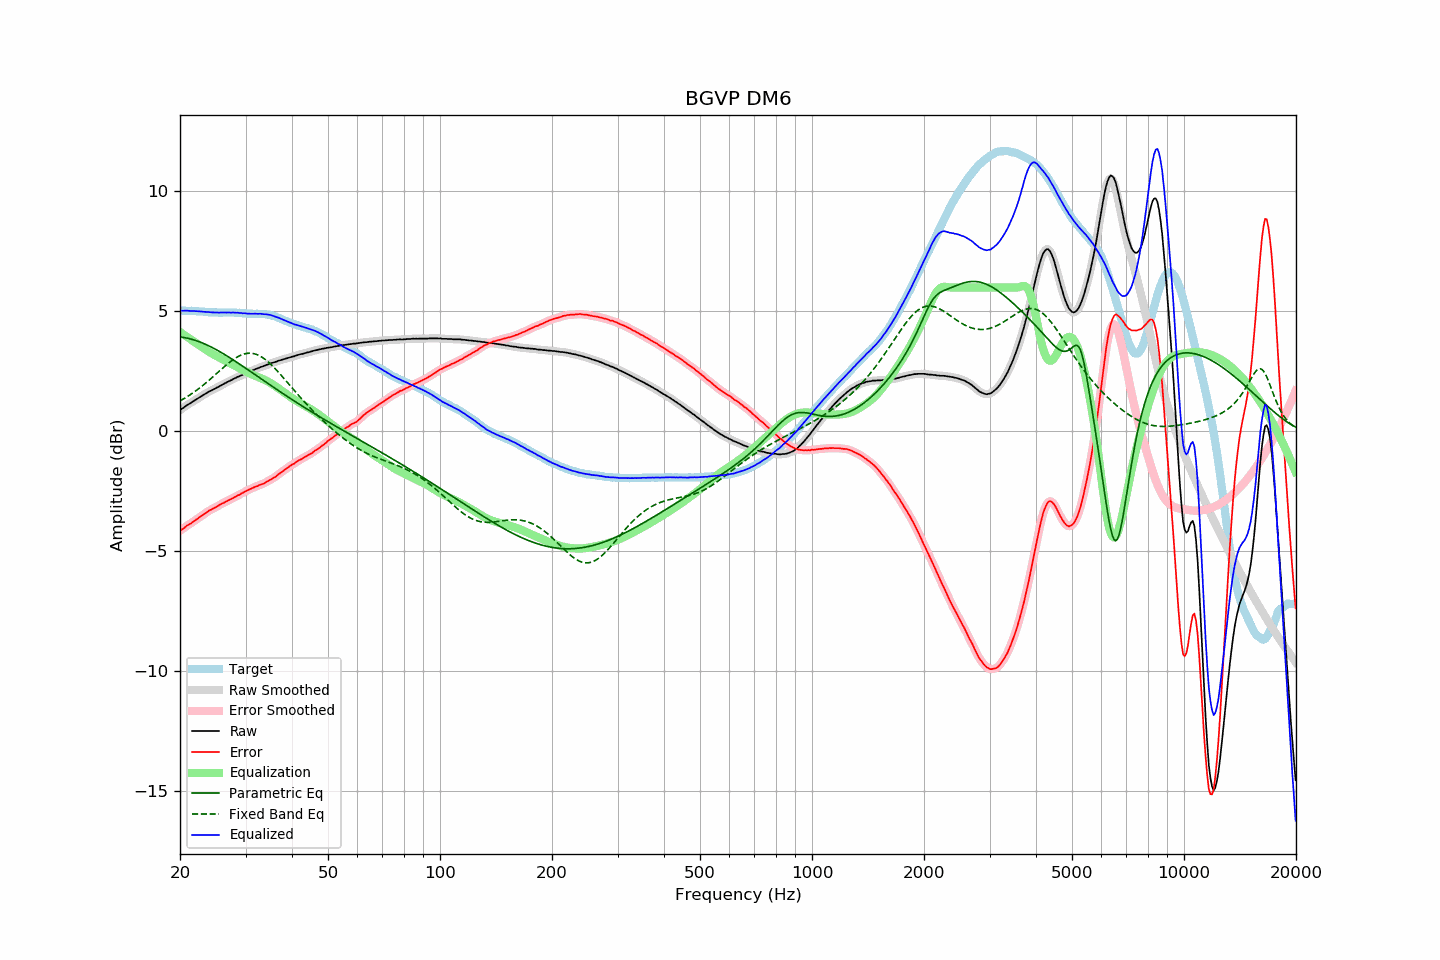 BGVP DM6
Amplitude (dBr)
10
5
0
−5
−10
−15
Target
Raw Smoothed
Error Smoothed
Raw
Error
Equalization
Parametric Eq
Fixed Band Eq
Equalized
20 50 100 200 500 1000 2000 5000 10000 20000
Frequency (Hz)